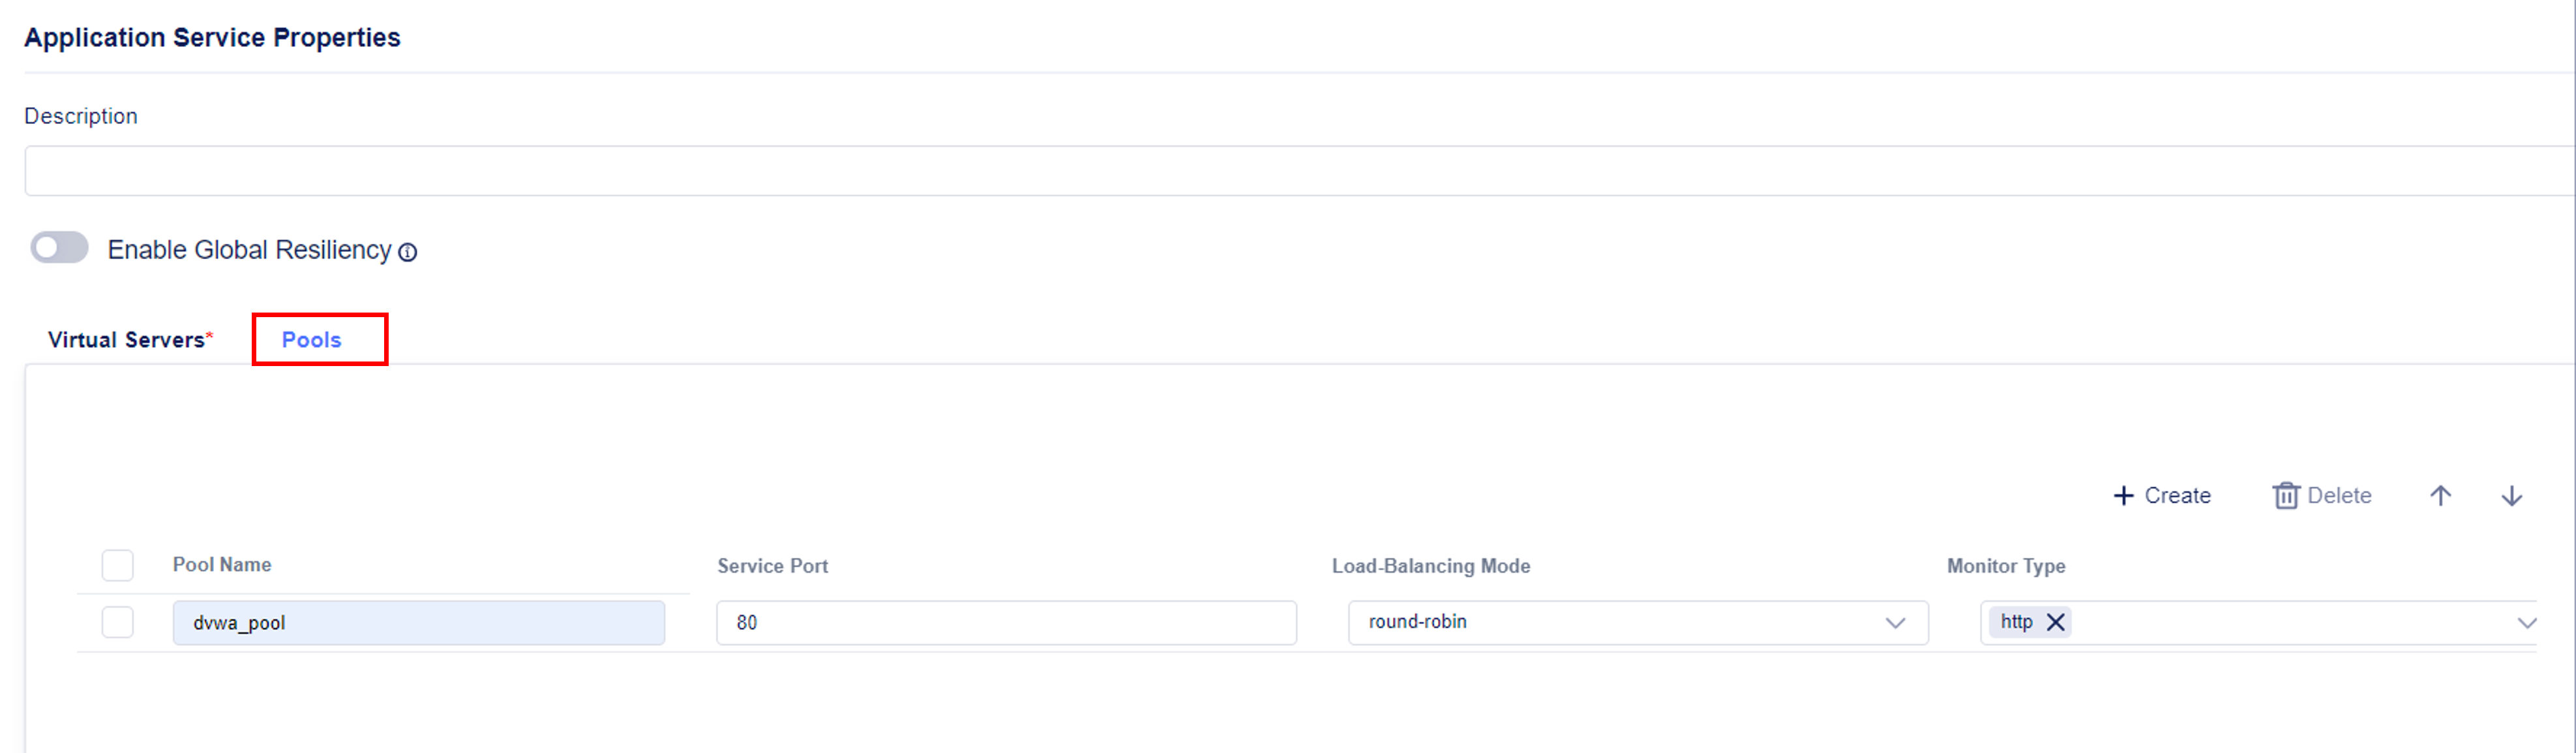 Application Service Properties
Description
Enable Global Resiliency
Virtual Servers* Pools
Create Delete
Pool Name Service Port Load-Balancing Mode Monitor Type
dvwa_pool 80 round-robin http